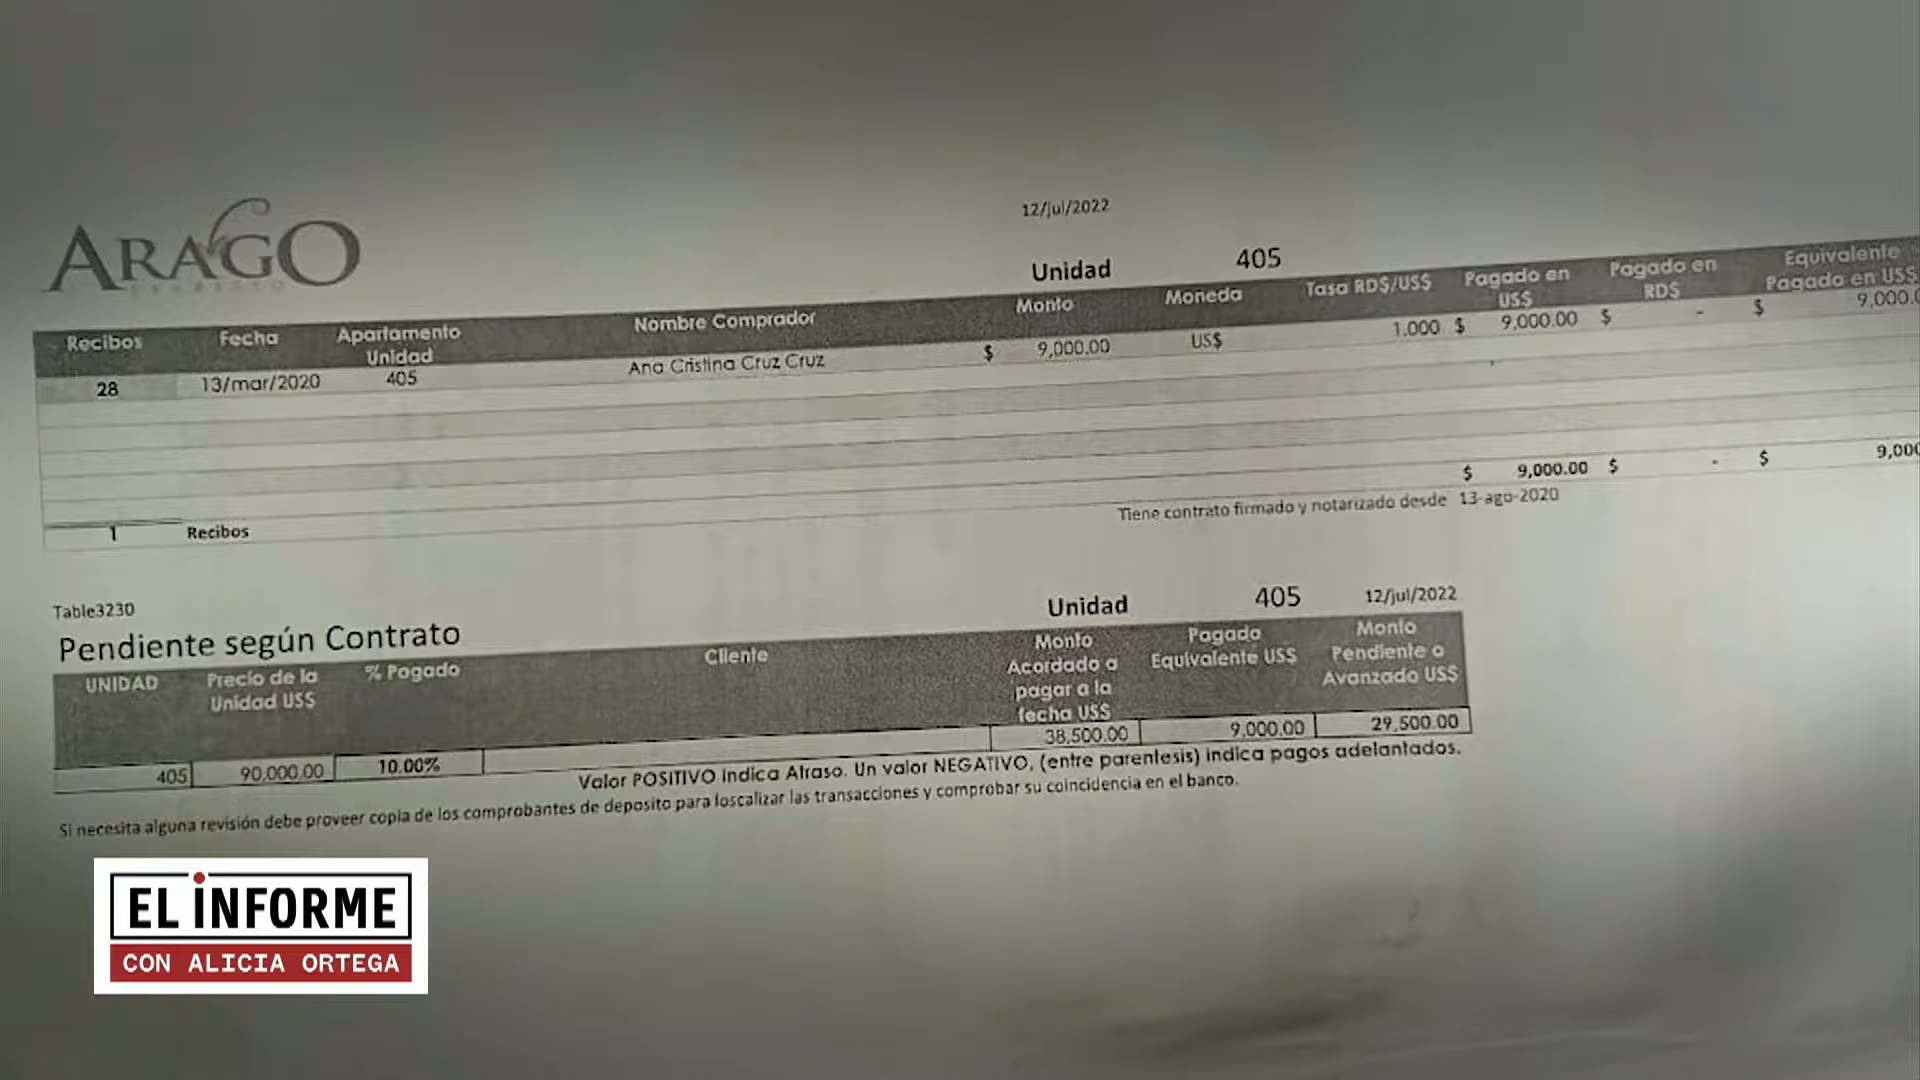 ARAGO
12/jul/2022
Unidad 405
Recibos Fecha Apartamento Unidad Nombre Comprador Monto Moneda Tasa RD$/US$ Pagado en US$ Pagado en RD$ Equivalente Pagado en US$
28 13/mar/2020 405 Ana Cristina Cruz Cruz $ 9,000.00 US$ 1.000 $ 9,000.00 $ - $ 9,000.0
$ 9,000.00 $ - $ 9,000
1 Recibos
Tiene contrato firmado y notarizado desde 13-ago-2020
Table3230
Unidad 405 12/jul/2022
Pendiente según Contrato
UNIDAD Precio de la Unidad US$ % Pagado Cliente Monto Acordado a pagar a la fecha US$ Pagado Equivalente US$ Monto Pendiente o Avanzado US$
405 90,000.00 10.00% 38,500.00 9,000.00 29,500.00
Valor POSITIVO indica Atraso. Un valor NEGATIVO, (entre parentesis) indica pagos adelantados.
Si necesita alguna revisión debe proveer copia de los comprobantes de deposito para loscalizar las transacciones y comprobar su coincidencia en el banco.
EL INFORME
CON ALICIA ORTEGA